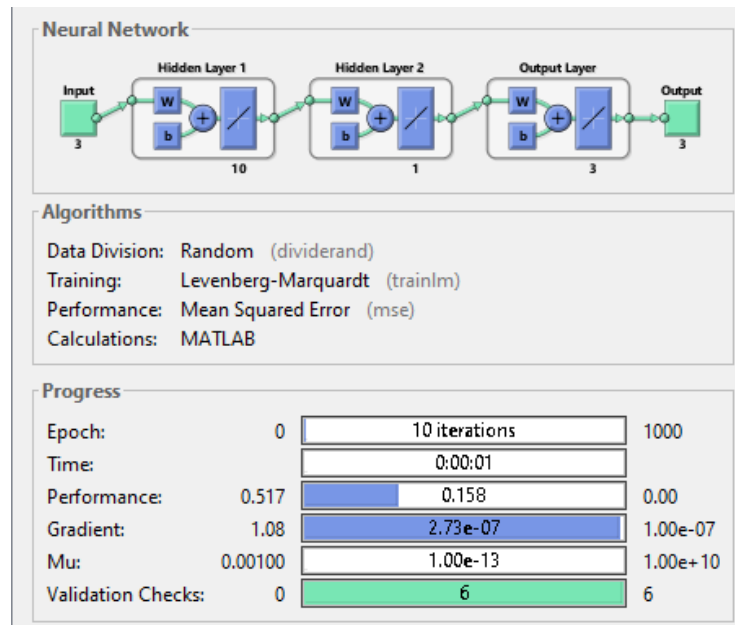 Neural Network
Hidden Layer 1 Hidden Layer 2 Output Layer
Input Output
W W W
+ + +
b b b
3 3
10 1 3
Algorithms
Data Division: Random (dividerand)
Training: Levenberg-Marquardt (trainlm)
Performance: Mean Squared Error (mse)
Calculations: MATLAB
Progress
Epoch: 0 10 iterations 1000
Time: 0:00:01
Performance: 0.517 0.158 0.00
Gradient: 1.08 2.73e-07 1.00e-07
Mu: 0.00100 1.00e-13 1.00e+10
Validation Checks: 0 6 6